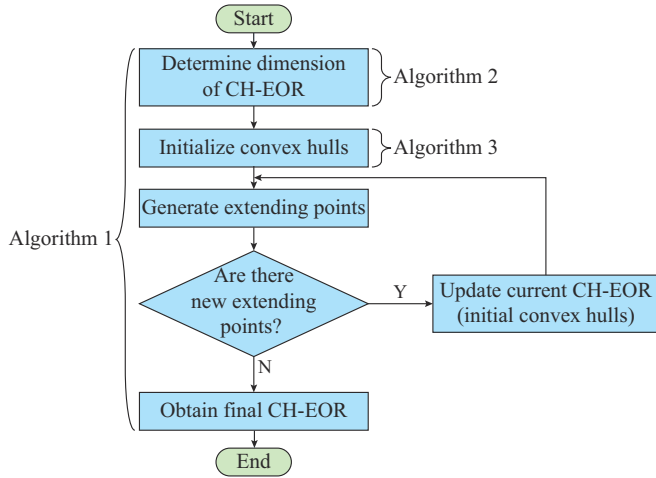 Start
Determine dimension
of CH-EOR
Algorithm 2
Initialize convex hulls
Algorithm 3
Generate extending points
Algorithm 1
Are there
new extending
points?
Y
Update current CH-EOR
(initial convex hulls)
N
Obtain final CH-EOR
End